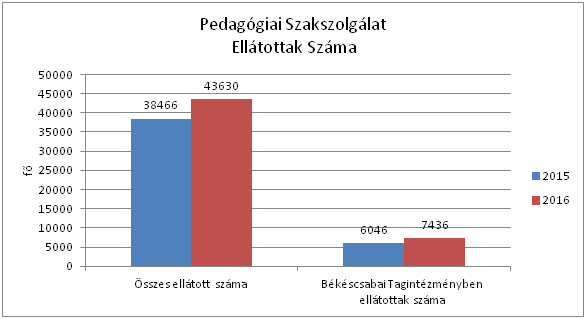 Pedagógiai Szakszolgálat
Ellátottak Száma
50000
45000
40000
35000
30000
25000
20000
15000
10000
5000
0
fő
38466
43630
6046
7436
2015
2016
Összes ellátott száma
Békéscsabai Tagintézményben
ellátottak száma